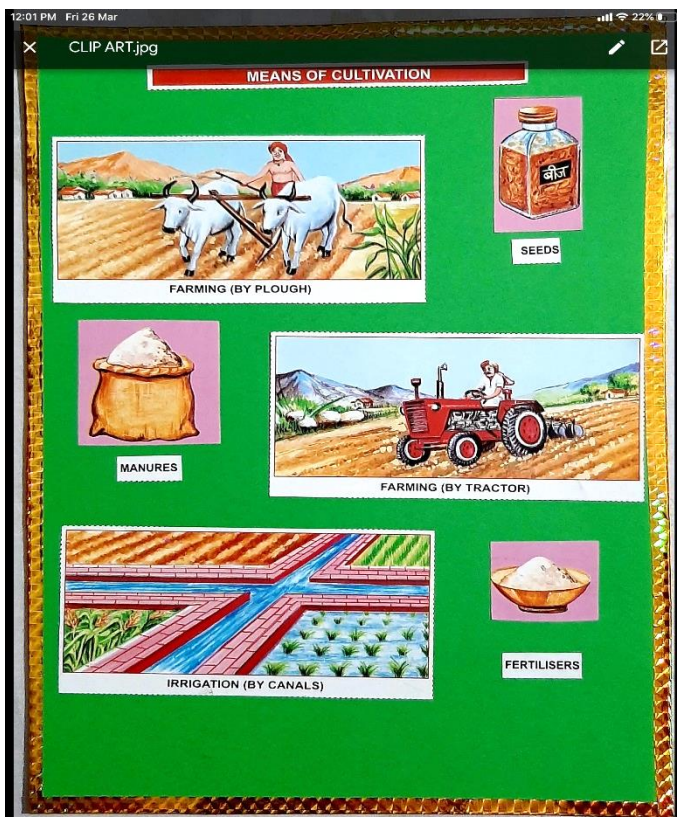 12:01 PM Fri 26 Mar
22%
CLIP ART.jpg
MEANS OF CULTIVATION
बीज
SEEDS
FARMING (BY PLOUGH)
MANURES
FARMING (BY TRACTOR)
IRRIGATION (BY CANALS)
FERTILISERS